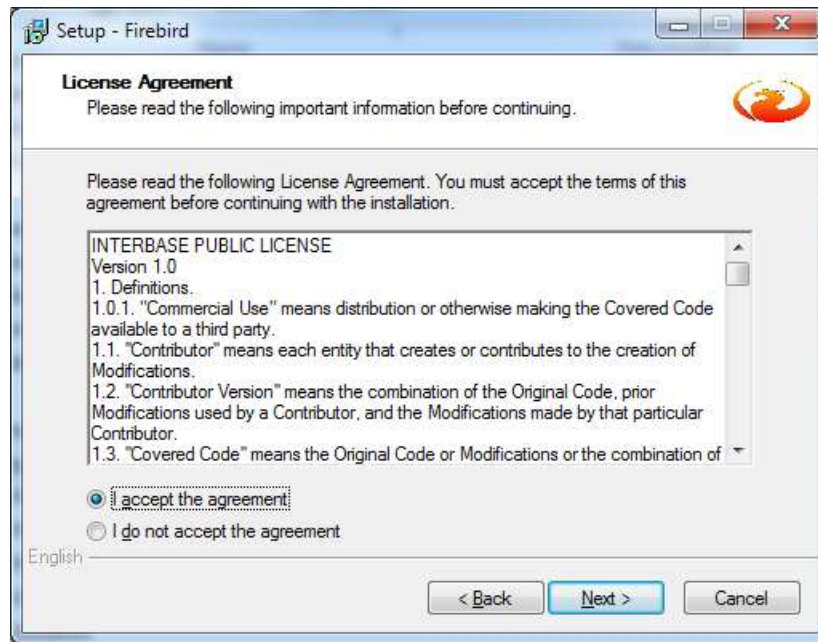 Setup - Firebird
License Agreement
Please read the following important information before continuing.
Please read the following License Agreement. You must accept the terms of this
agreement before continuing with the installation.
INTERBASE PUBLIC LICENSE
Version 1.0
1. Definitions.
1.0.1. "Commercial Use" means distribution or otherwise making the Covered Code
available to a third party.
1.1. "Contributor" means each entity that creates or contributes to the creation of
Modifications.
1.2. "Contributor Version" means the combination of the Original Code, prior
Modifications used by a Contributor, and the Modifications made by that particular
Contributor.
1.3. "Covered Code" means the Original Code or Modifications or the combination of
I accept the agreement
I do not accept the agreement
English
< Back Next > Cancel